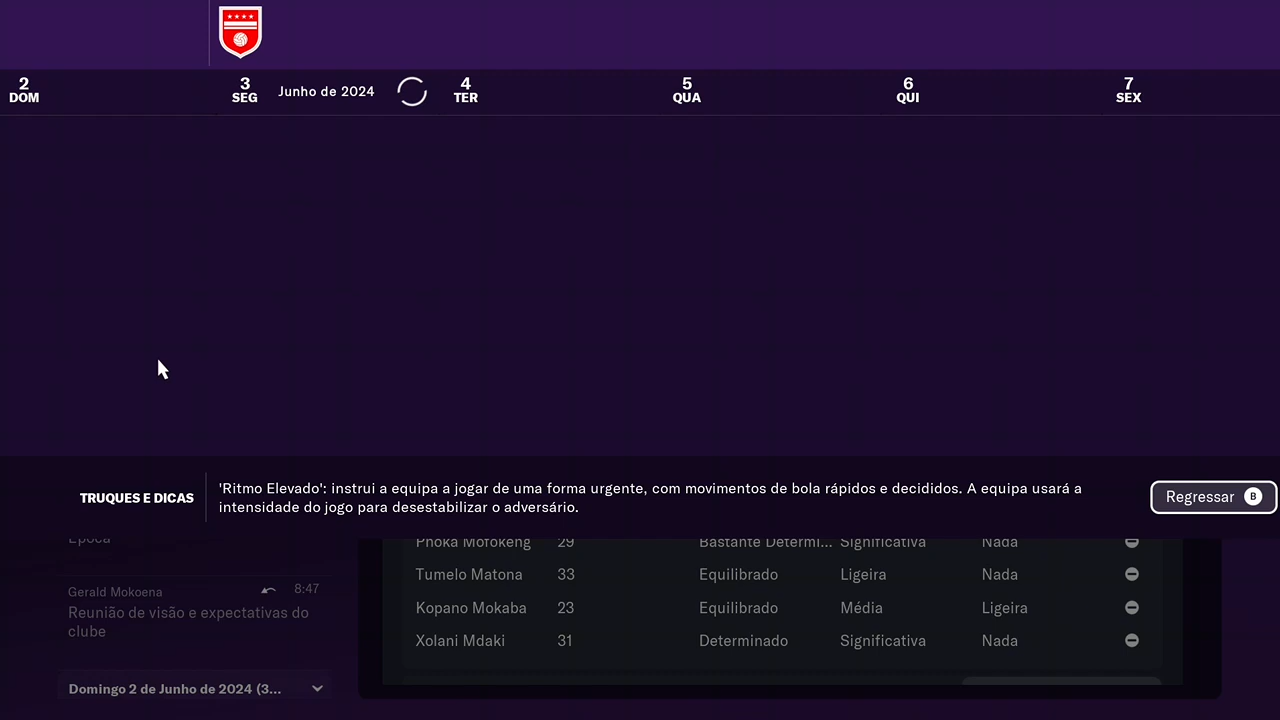 2
DOM
3
SEG
Junho de 2024
4
TER
5
QUA
6
QUI
7
SEX
TRUQUES E DICAS
'Ritmo Elevado': instrui a equipa a jogar de uma forma urgente, com movimentos de bola rápidos e decididos. A equipa usará a
intensidade do jogo para desestabilizar o adversário.
Regressar B
Época
Phoka Mofokeng 29 Bastante Determi... Significativa Nada
Gerald Mokoena 8:47
Reunião de visão e expectativas do
clube
Tumelo Matona 33 Equilibrado Ligeira Nada
Kopano Mokaba 23 Equilibrado Média Ligeira
Xolani Mdaki 31 Determinado Significativa Nada
Domingo 2 de Junho de 2024 (3...